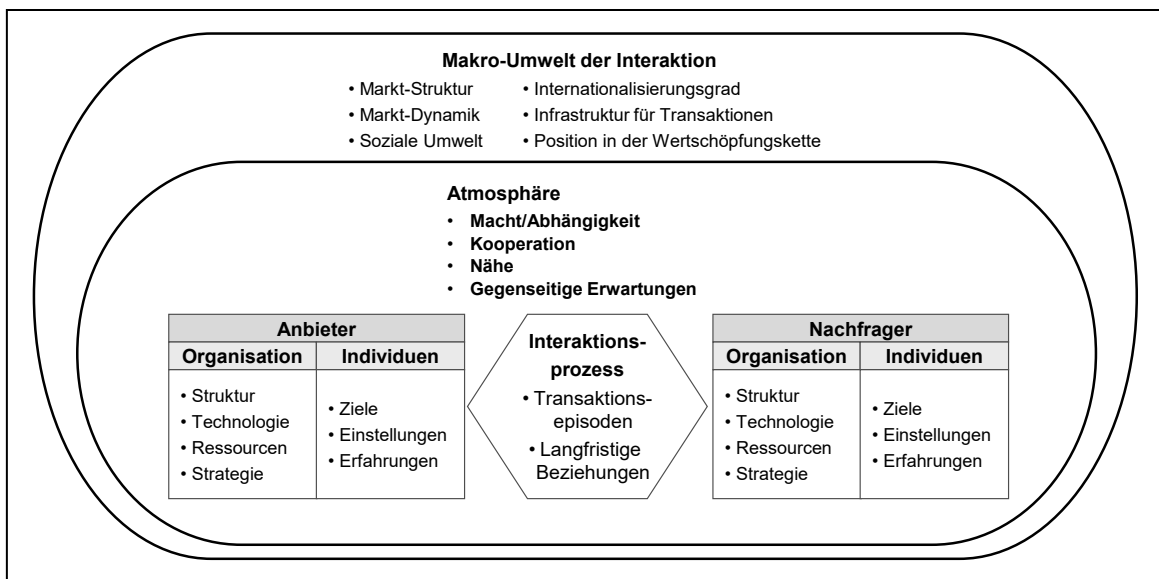 Makro-Umwelt der Interaktion
• Markt-Struktur
• Markt-Dynamik
• Soziale Umwelt
• Internationalisierungsgrad
• Infrastruktur für Transaktionen
• Position in der Wertschöpfungskette
Atmosphäre
• Macht/Abhängigkeit
• Kooperation
• Nähe
• Gegenseitige Erwartungen
Anbieter
Organisation
• Struktur
• Technologie
• Ressourcen
• Strategie
Individuen
• Ziele
• Einstellungen
• Erfahrungen
Interaktions-
prozess
• Transaktions-
episoden
• Langfristige
Beziehungen
Nachfrager
Organisation
• Struktur
• Technologie
• Ressourcen
• Strategie
Individuen
• Ziele
• Einstellungen
• Erfahrungen